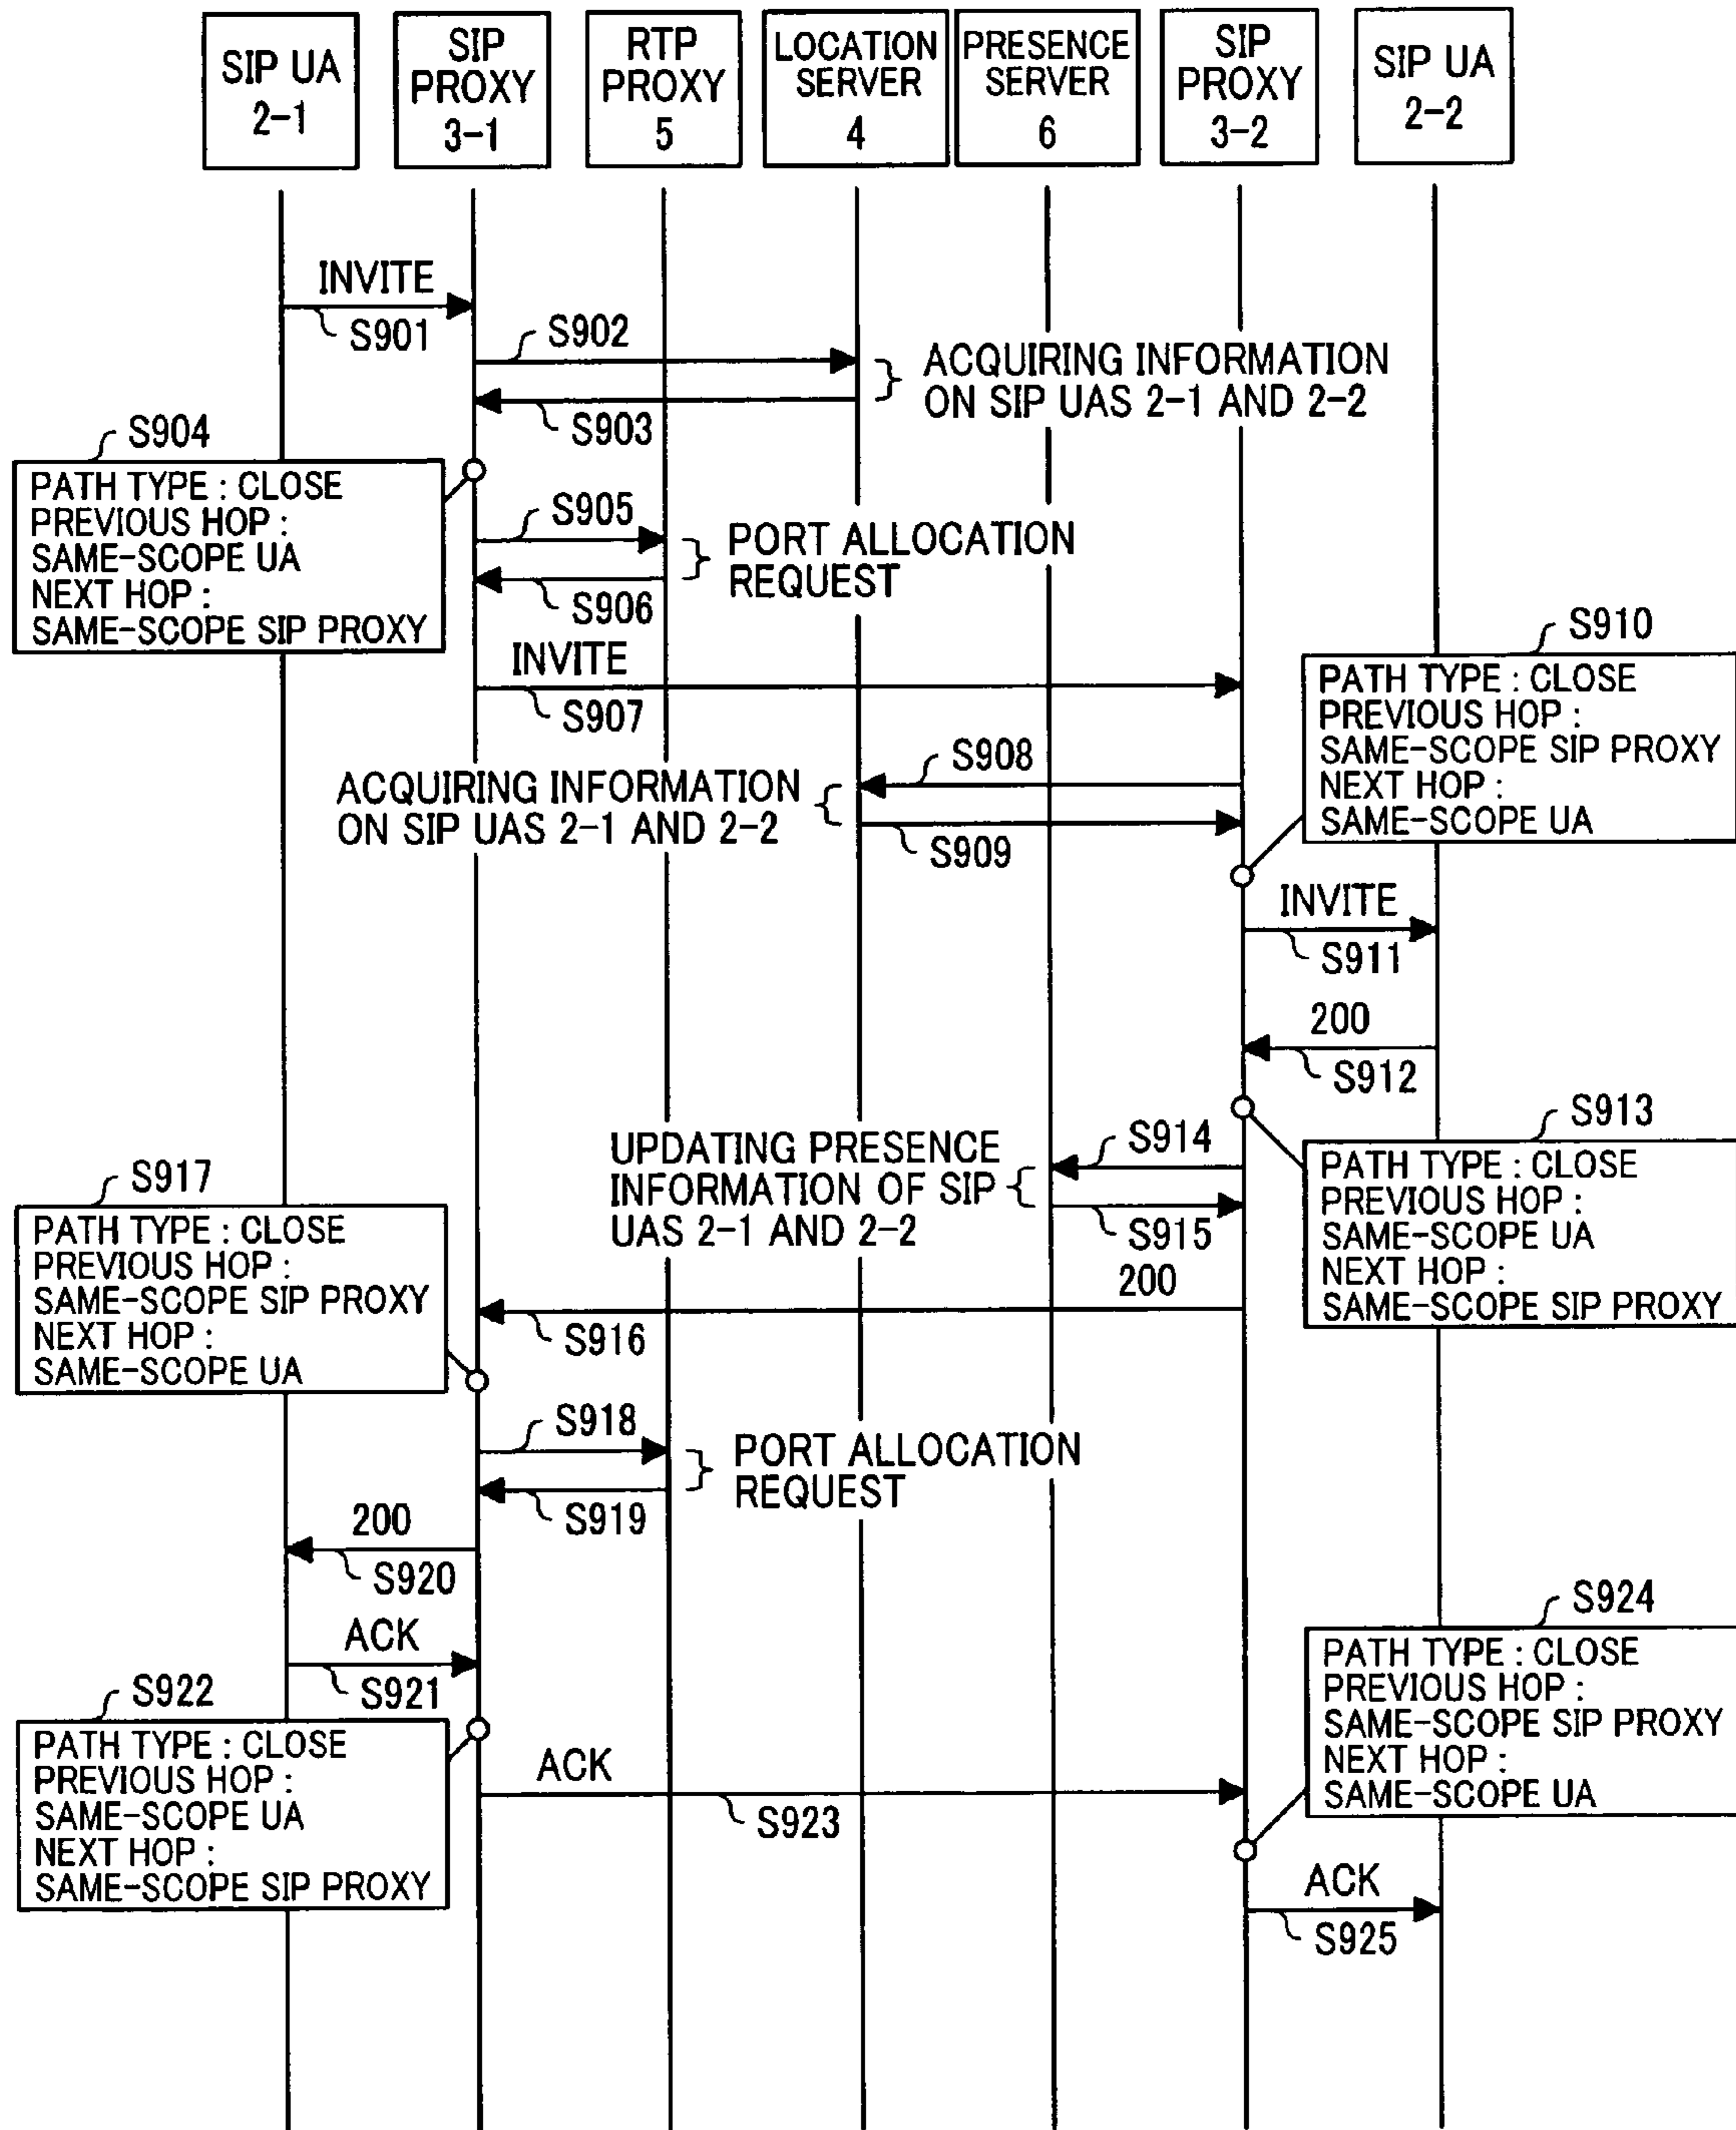 SIP UA
2-1
SIP
PROXY
3-1
RTP
PROXY
5
LOCATION
SERVER
4
PRESENCE
SERVER
6
SIP
PROXY
3-2
SIP UA
2-2
INVITE
S901
S902
ACQUIRING INFORMATION
ON SIP UAS 2-1 AND 2-2
S903
S904
PATH TYPE : CLOSE
PREVIOUS HOP :
SAME-SCOPE UA
NEXT HOP :
SAME-SCOPE SIP PROXY
S905
PORT ALLOCATION
REQUEST
S906
INVITE
S907
S908
ACQUIRING INFORMATION
ON SIP UAS 2-1 AND 2-2
S909
S910
PATH TYPE : CLOSE
PREVIOUS HOP :
SAME-SCOPE SIP PROXY
NEXT HOP :
SAME-SCOPE UA
INVITE
S911
200
S912
S913
PATH TYPE : CLOSE
PREVIOUS HOP :
SAME-SCOPE UA
NEXT HOP :
SAME-SCOPE SIP PROXY
S914
UPDATING PRESENCE
INFORMATION OF SIP
UAS 2-1 AND 2-2
S915
200
S916
S917
PATH TYPE : CLOSE
PREVIOUS HOP :
SAME-SCOPE SIP PROXY
NEXT HOP :
SAME-SCOPE UA
S918
PORT ALLOCATION
REQUEST
S919
200
S920
ACK
S921
S922
PATH TYPE : CLOSE
PREVIOUS HOP :
SAME-SCOPE UA
NEXT HOP :
SAME-SCOPE SIP PROXY
ACK
S923
S924
PATH TYPE : CLOSE
PREVIOUS HOP :
SAME-SCOPE SIP PROXY
NEXT HOP :
SAME-SCOPE UA
ACK
S925